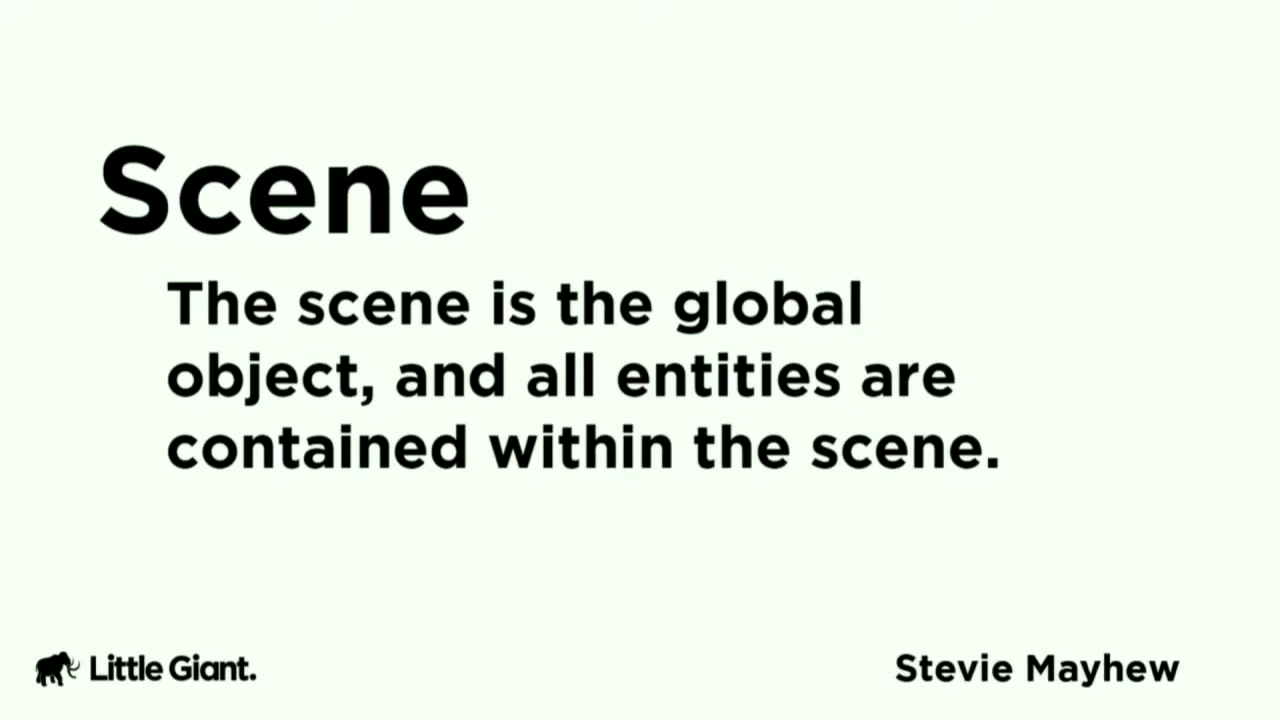 Scene
The scene is the global
object, and all entities are
contained within the scene.
Little Giant.
Stevie Mayhew